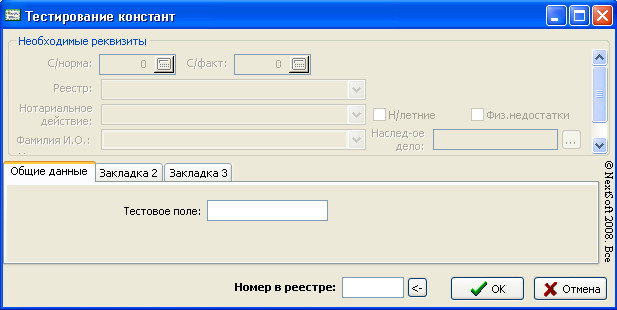 Тестирование констант
Необходимые реквизиты
С/норма: 0 С/факт: 0
Реестр:
Нотариальное
действие:
Н/летние Физ.недостатки
Фамилия И.О.:
Наслед-ое
дело:
...
Общие данные Закладка 2 Закладка 3
Тестовое поле:
© NextSoft 2008. Все
Номер в реестре: <- OK Отмена